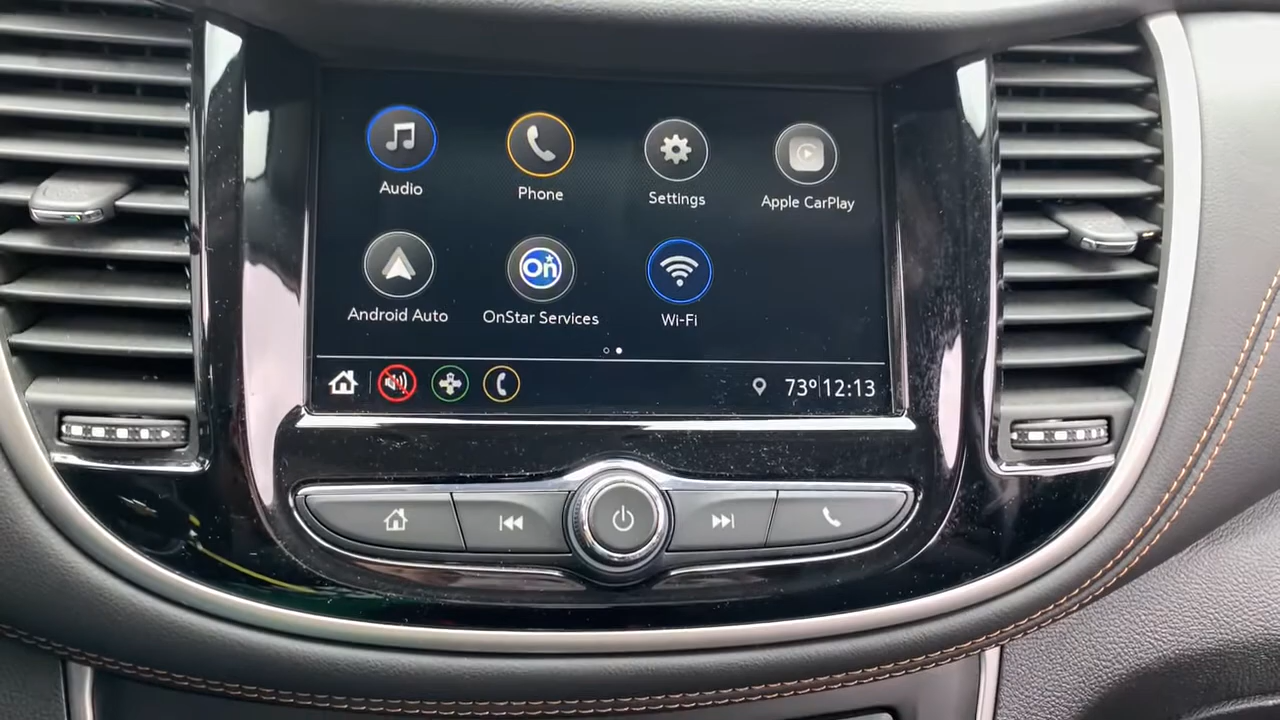 Audio
Phone
Settings
Apple CarPlay
Android Auto
On
OnStar Services
Wi-Fi
73° 12:13